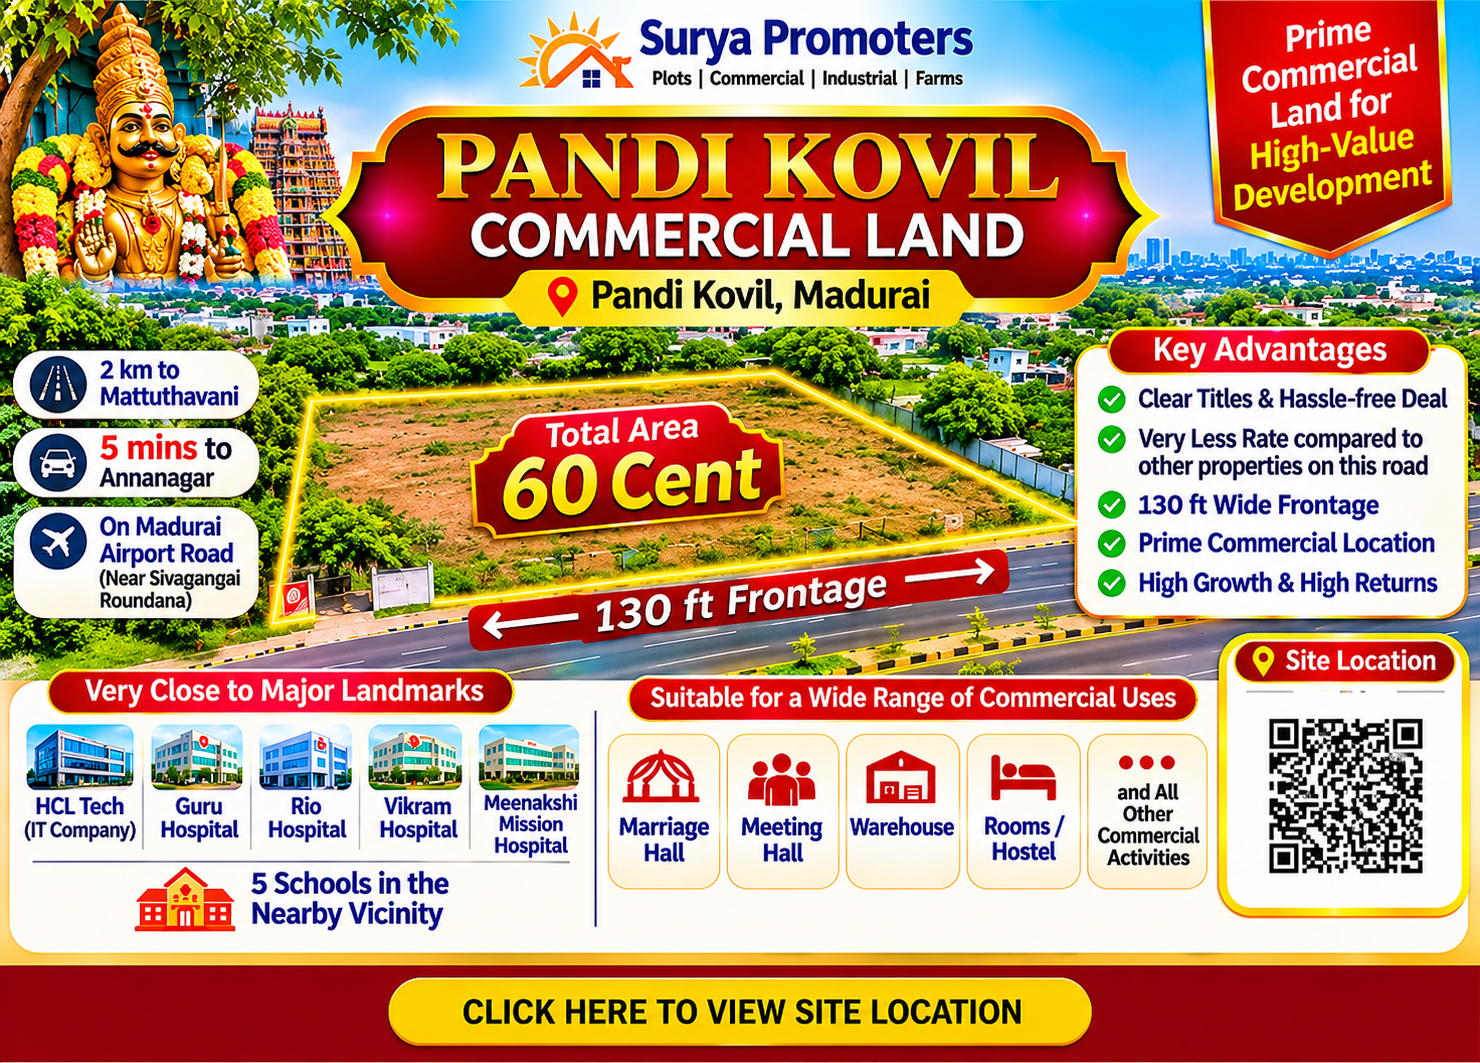 Surya Promoters
Plots | Commercial | Industrial | Farms
Prime
Commercial
Land for
High-Value
Development
PANDI KOVIL
COMMERCIAL LAND
Pandi Kovil, Madurai
2 km to
Mattuthavani
5 mins to
Annanagar
On Madurai
Airport Road
(Near Sivagangai
Roundana)
Total Area
60 Cent
130 ft Frontage
Key Advantages
Clear Titles & Hassle-free Deal
Very Less Rate compared to
other properties on this road
130 ft Wide Frontage
Prime Commercial Location
High Growth & High Returns
Very Close to Major Landmarks
HCL Tech
(IT Company)
Guru
Hospital
Rio
Hospital
Vikram
Hospital
Meenakshi
Mission
Hospital
5 Schools in the
Nearby Vicinity
Suitable for a Wide Range of Commercial Uses
Marriage
Hall
Meeting
Hall
Warehouse
Rooms /
Hostel
and All
Other
Commercial
Activities
Site Location
CLICK HERE TO VIEW SITE LOCATION